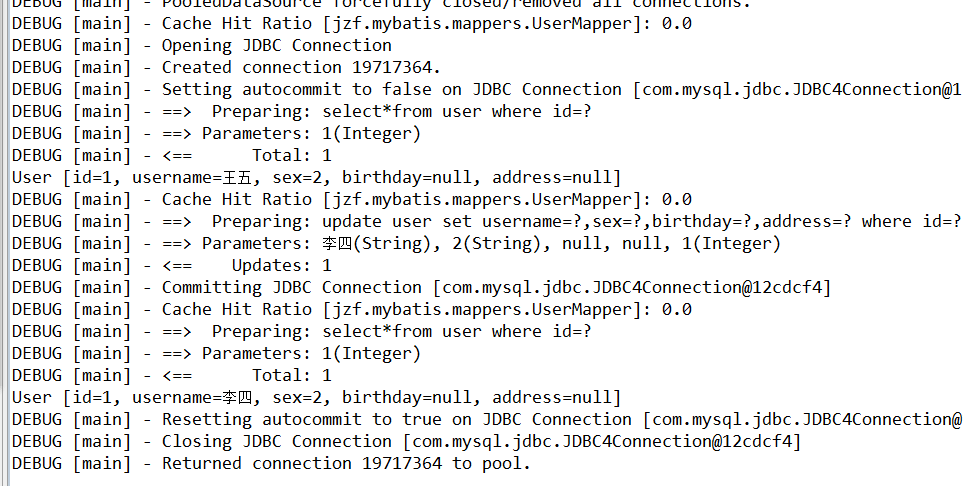 DEBUG [main] - PooledDataSource forcefully closed/removed all connections.
DEBUG [main] - Cache Hit Ratio [jzf.mybatis.mappers.UserMapper]: 0.0
DEBUG [main] - Opening JDBC Connection
DEBUG [main] - Created connection 19717364.
DEBUG [main] - Setting autocommit to false on JDBC Connection [com.mysql.jdbc.JDBC4Connection@1
DEBUG [main] - ==>  Preparing: select*from user where id=?
DEBUG [main] - ==> Parameters: 1(Integer)
DEBUG [main] - <==      Total: 1
User [id=1, username=王五, sex=2, birthday=null, address=null]
DEBUG [main] - Cache Hit Ratio [jzf.mybatis.mappers.UserMapper]: 0.0
DEBUG [main] - ==>  Preparing: update user set username=?,sex=?,birthday=?,address=? where id=?
DEBUG [main] - ==> Parameters: 李四(String), 2(String), null, null, 1(Integer)
DEBUG [main] - <==    Updates: 1
DEBUG [main] - Committing JDBC Connection [com.mysql.jdbc.JDBC4Connection@12cdcf4]
DEBUG [main] - Cache Hit Ratio [jzf.mybatis.mappers.UserMapper]: 0.0
DEBUG [main] - ==>  Preparing: select*from user where id=?
DEBUG [main] - ==> Parameters: 1(Integer)
DEBUG [main] - <==      Total: 1
User [id=1, username=李四, sex=2, birthday=null, address=null]
DEBUG [main] - Resetting autocommit to true on JDBC Connection [com.mysql.jdbc.JDBC4Connection@
DEBUG [main] - Closing JDBC Connection [com.mysql.jdbc.JDBC4Connection@12cdcf4]
DEBUG [main] - Returned connection 19717364 to pool.